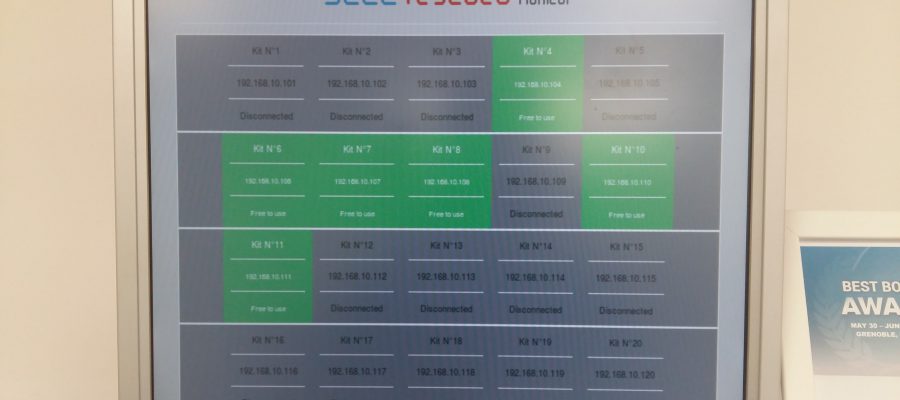 Monitor
Kit N°1 Kit N°2 Kit N°3 Kit N°4 Kit N°5
192.168.10.101 192.168.10.102 192.168.10.103 192.168.10.104 192.168.10.105
Disconnected Disconnected Disconnected Free to use Disconnected
Kit N°6 Kit N°7 Kit N°8 Kit N°9 Kit N°10
192.168.10.106 192.168.10.107 192.168.10.108 192.168.10.109 192.168.10.110
Free to use Free to use Free to use Disconnected Free to use
Kit N°11 Kit N°12 Kit N°13 Kit N°14 Kit N°15
192.168.10.111 192.168.10.112 192.168.10.113 192.168.10.114 192.168.10.115
Free to use Disconnected Disconnected Disconnected Disconnected
Kit N°16 Kit N°17 Kit N°18 Kit N°19 Kit N°20
192.168.10.116 192.168.10.117 192.168.10.118 192.168.10.119 192.168.10.120
BEST BO
AWA
MAY 30 – JUN
GRENOBLE,